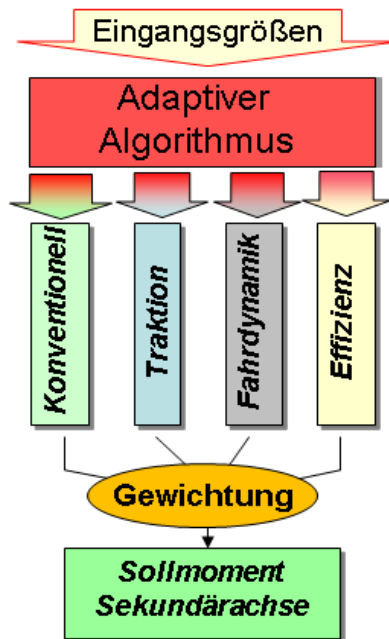 Eingangsgrößen
Adaptiver
Algorithmus
Konventionell
Traktion
Fahrdynamik
Effizienz
Gewichtung
Sollmoment
Sekundärachse